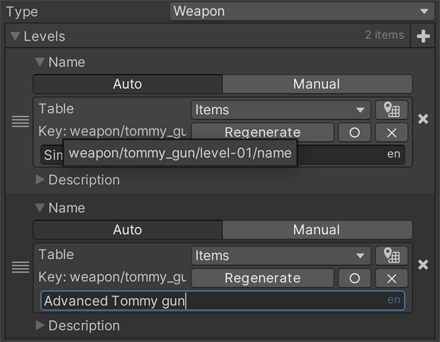 Type Weapon
Levels 2 items
Name
Auto Manual
Table Items
Key: weapon/tommy_gu Regenerate
weapon/tommy_gun/level-01/name
en
Description
Name
Auto Manual
Table Items
Key: weapon/tommy_gu Regenerate
Advanced Tommy gun en
Description